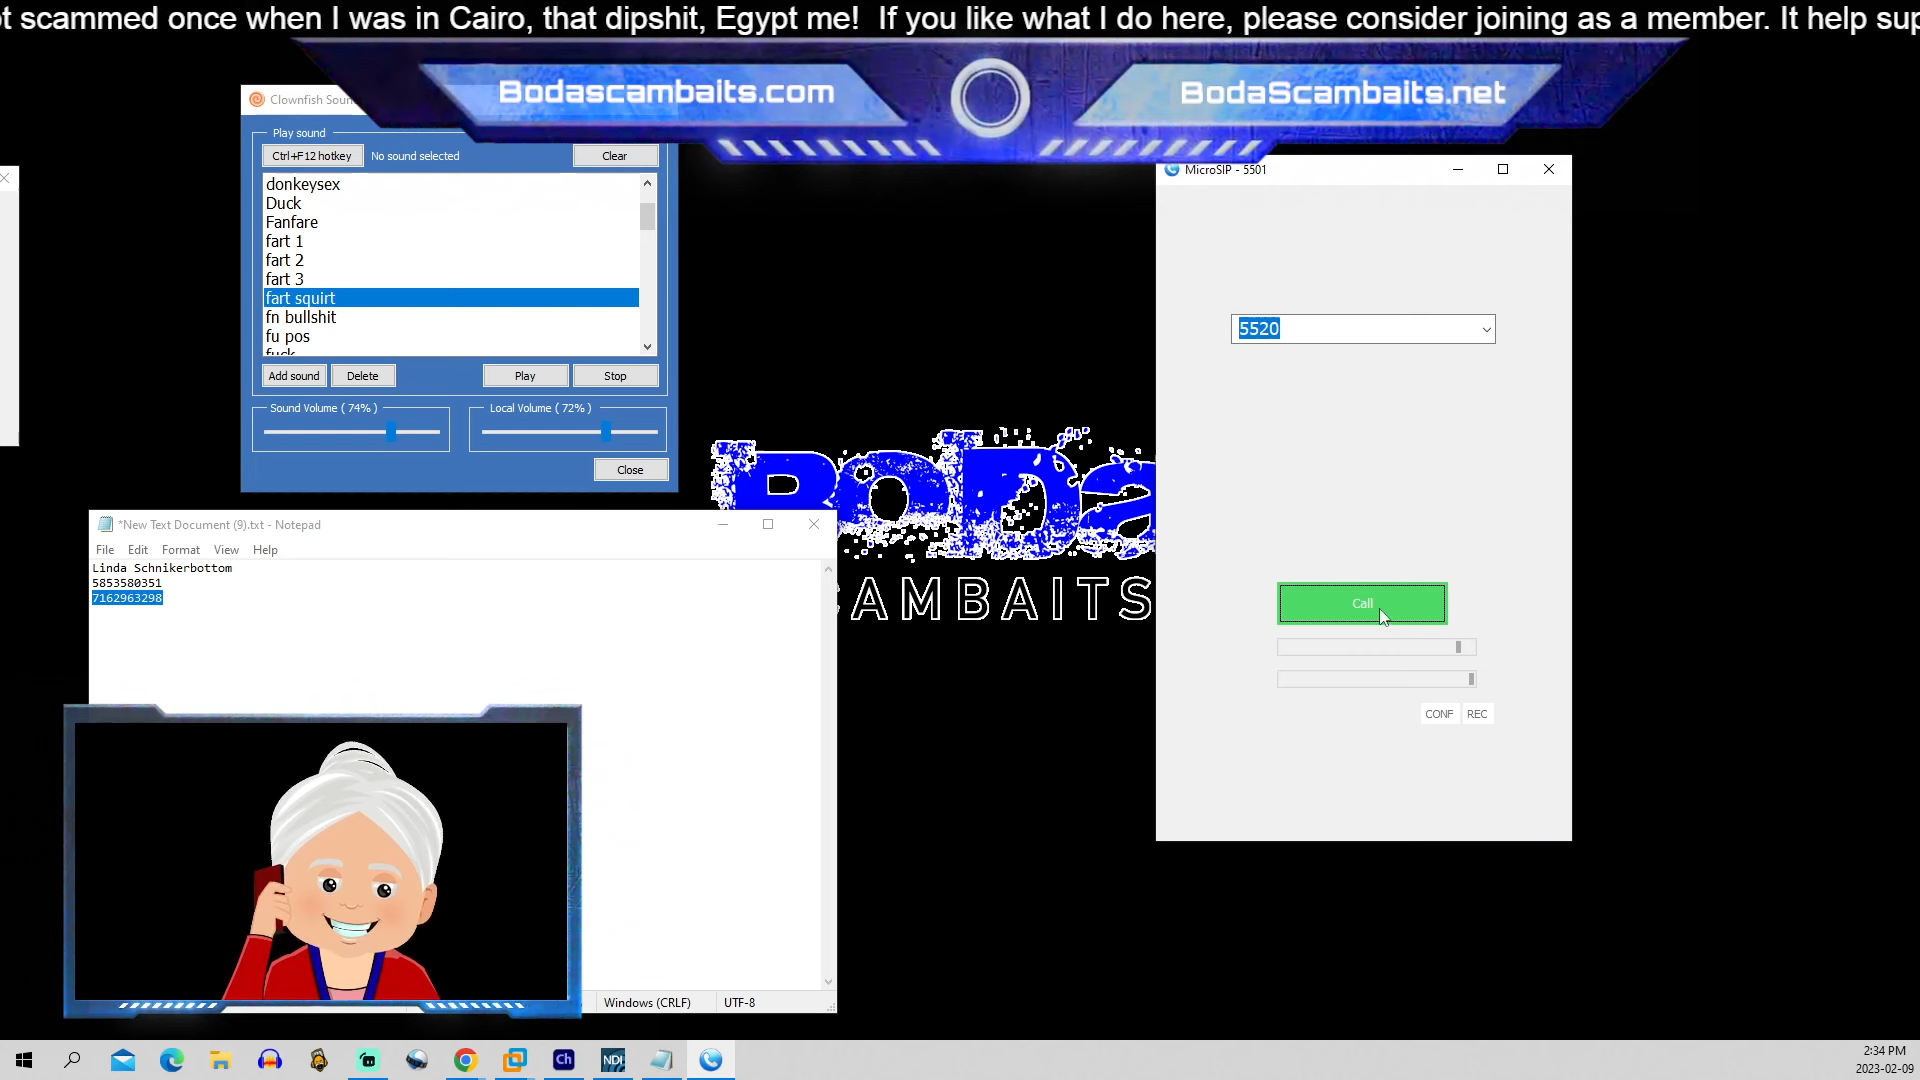 scammed once when I was in Cairo, that dipshit, Egypt me!  If you like what I do here, please consider joining as a member. It help
Bodascambaits.com
BodaScambaits.net
Clownfish
Play sound
Ctrl+F12 hotkey
No sound selected
Clear
donkeysex
Duck
Fanfare
fart 1
fart 2
fart 3
fart squirt
fn bullshit
fu pos
fuck
Add sound
Delete
Play
Stop
Sound Volume ( 74% )
Local Volume ( 72% )
Close
MicroSIP - 5501
5520
Call
CONF
REC
BoDa
AMBAITS
*New Text Document (9).txt - Notepad
File Edit Format View Help
Linda Schnikerbottom
5853580351
7162963298
Windows (CRLF)
UTF-8
Ch
NDI
2:34 PM
2023-02-09